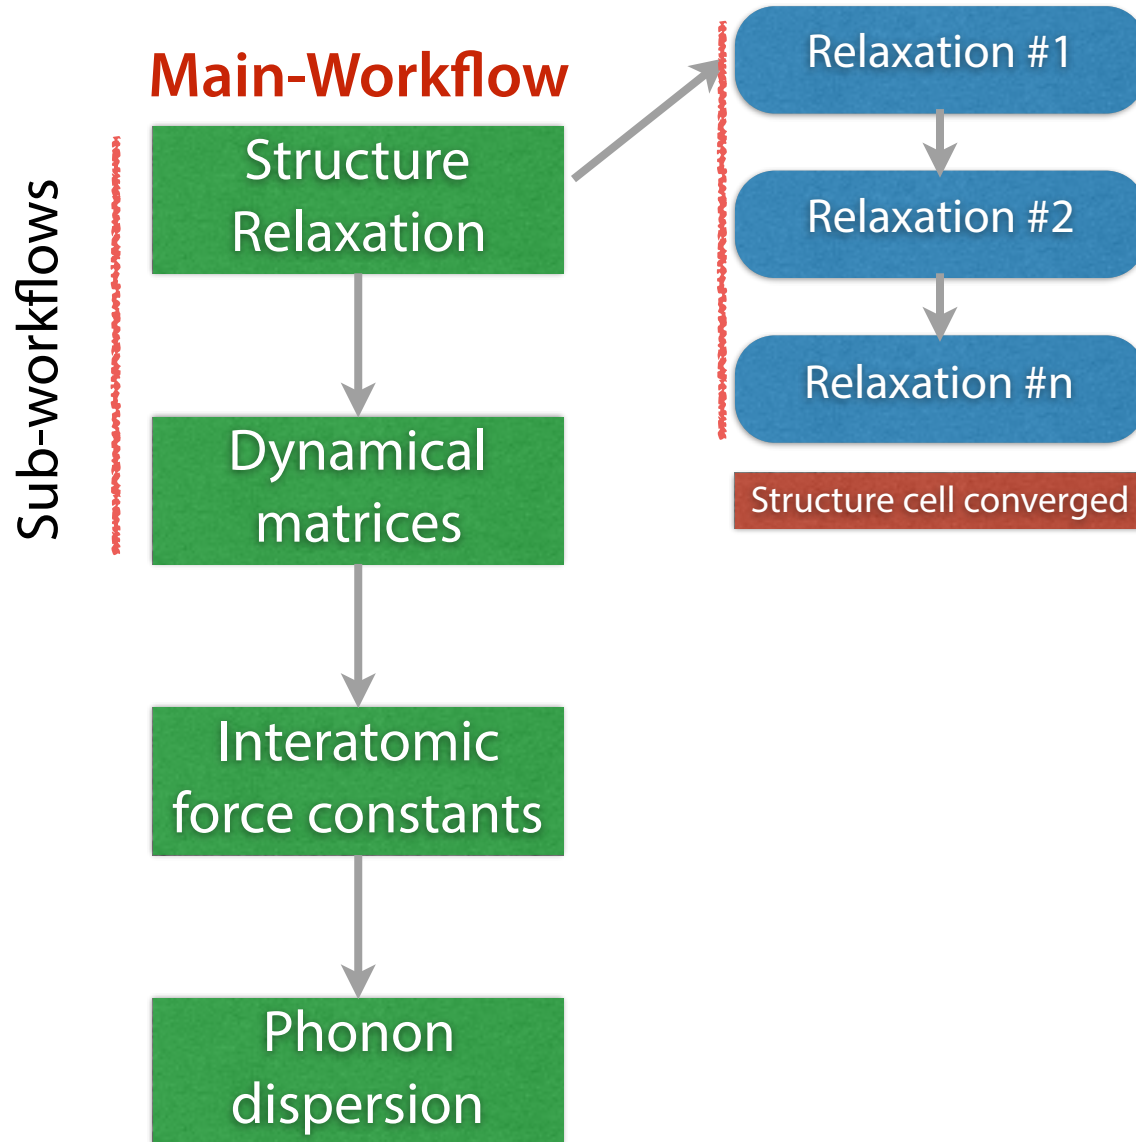 Main-Workflow
Sub-workflows
Structure
Relaxation
Dynamical
matrices
Interatomic
force constants
Phonon
dispersion
Relaxation #1
Relaxation #2
Relaxation #n
Structure cell converged